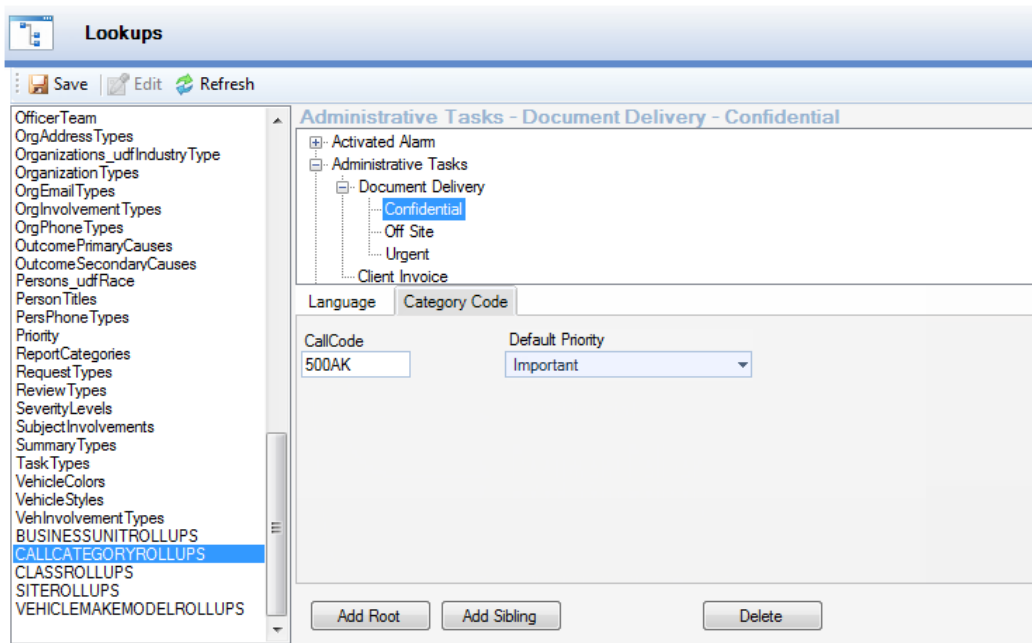 Lookups
Save Edit Refresh
OfficerTeam
OrgAddressTypes
Organizations_udfIndustryType
OrganizationTypes
OrgEmailTypes
OrgInvolvementTypes
OrgPhoneTypes
OutcomePrimaryCauses
OutcomeSecondaryCauses
Persons_udfRace
PersonTitles
PersPhoneTypes
Priority
ReportCategories
RequestTypes
ReviewTypes
SeverityLevels
SubjectInvolvements
SummaryTypes
TaskTypes
VehicleColors
VehicleStyles
VehInvolvementTypes
BUSINESSUNITROLLUPS
CALLCATEGORYROLLUPS
CLASSROLLUPS
SITEROLLUPS
VEHICLEMAKEMODELROLLUPS
Administrative Tasks - Document Delivery - Confidential
Activated Alarm
Administrative Tasks
Document Delivery
Confidential
Off Site
Urgent
Client Invoice
Language Category Code
CallCode Default Priority
500AK Important
Add Root Add Sibling Delete